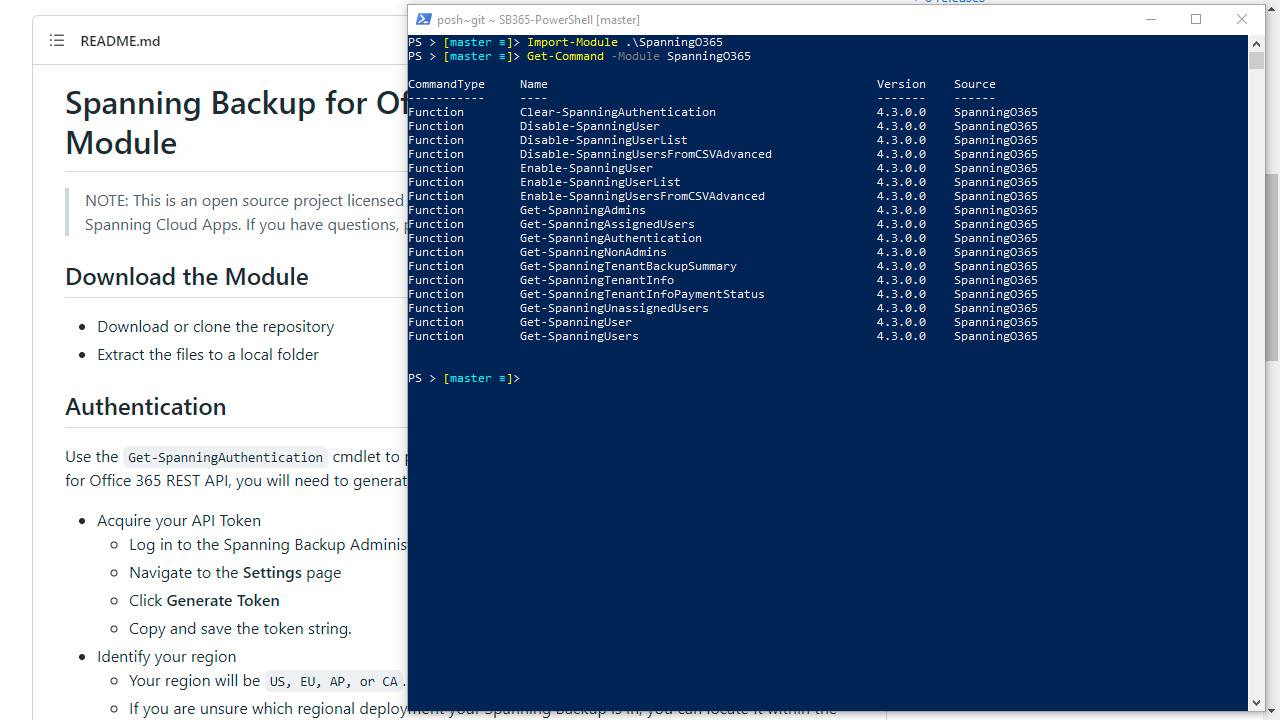 6 releases
README.md
Spanning Backup for Of
Module
NOTE: This is an open source project licensed
Spanning Cloud Apps. If you have questions, p
Download the Module
• Download or clone the repository
• Extract the files to a local folder
Authentication
Use the Get-SpanningAuthentication cmdlet to p
for Office 365 REST API, you will need to generat
• Acquire your API Token
○ Log in to the Spanning Backup Adminis
○ Navigate to the Settings page
○ Click Generate Token
○ Copy and save the token string.
• Identify your region
○ Your region will be US, EU, AP, or CA.
○ If you are unsure which regional deployment your Spanning Backup is in, you can locate it within the
posh~git ~ SB365-PowerShell [master]
PS > [master ≡]> Import-Module .\SpanningO365
PS > [master ≡]> Get-Command -Module SpanningO365
CommandType Name Version Source
----------- ---- ------- ------
Function Clear-SpanningAuthentication 4.3.0.0 SpanningO365
Function Disable-SpanningUser 4.3.0.0 SpanningO365
Function Disable-SpanningUserList 4.3.0.0 SpanningO365
Function Disable-SpanningUsersFromCSVAdvanced 4.3.0.0 SpanningO365
Function Enable-SpanningUser 4.3.0.0 SpanningO365
Function Enable-SpanningUserList 4.3.0.0 SpanningO365
Function Enable-SpanningUsersFromCSVAdvanced 4.3.0.0 SpanningO365
Function Get-SpanningAdmins 4.3.0.0 SpanningO365
Function Get-SpanningAssignedUsers 4.3.0.0 SpanningO365
Function Get-SpanningAuthentication 4.3.0.0 SpanningO365
Function Get-SpanningNonAdmins 4.3.0.0 SpanningO365
Function Get-SpanningTenantBackupSummary 4.3.0.0 SpanningO365
Function Get-SpanningTenantInfo 4.3.0.0 SpanningO365
Function Get-SpanningTenantInfoPaymentStatus 4.3.0.0 SpanningO365
Function Get-SpanningUnassignedUsers 4.3.0.0 SpanningO365
Function Get-SpanningUser 4.3.0.0 SpanningO365
Function Get-SpanningUsers 4.3.0.0 SpanningO365
PS > [master ≡]>